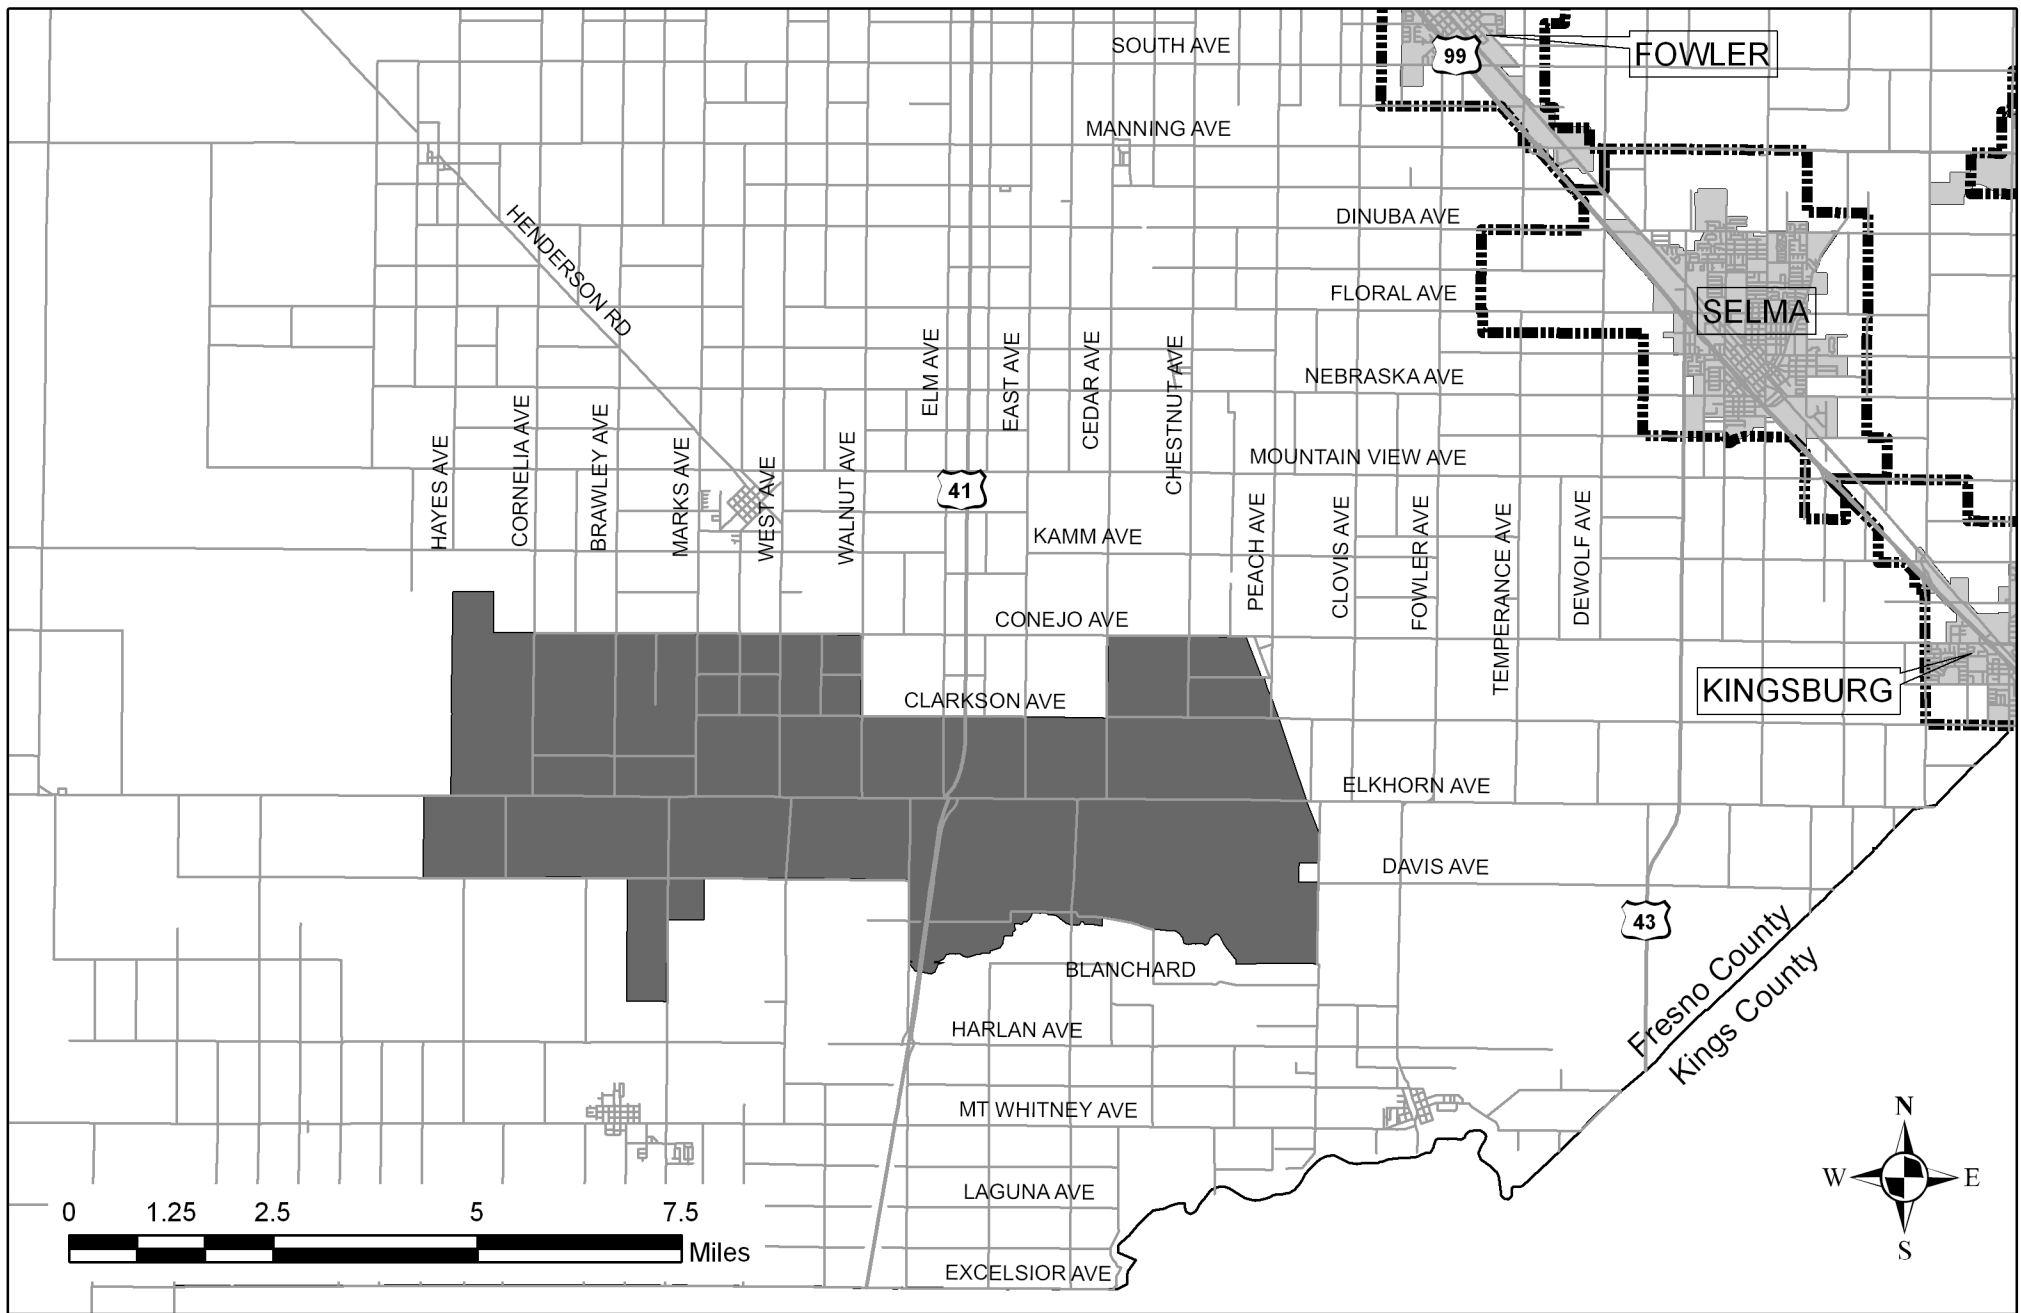 SOUTH AVE
99
FOWLER
MANNING AVE
HENDERSON RD
DINUBA AVE
FLORAL AVE
SELMA
ELM AVE
EAST AVE
CEDAR AVE
CHESTNUT AVE
NEBRASKA AVE
HAYES AVE
CORNELIA AVE
BRAWLEY AVE
MARKS AVE
WEST AVE
WALNUT AVE
41
MOUNTAIN VIEW AVE
KAMM AVE
PEACH AVE
CLOVIS AVE
FOWLER AVE
TEMPERANCE AVE
DEWOLF AVE
CONEJO AVE
CLARKSON AVE
KINGSBURG
ELKHORN AVE
DAVIS AVE
43
BLANCHARD
Fresno County
Kings County
HARLAN AVE
MT WHITNEY AVE
LAGUNA AVE
EXCELSIOR AVE
0 1.25 2.5 5 7.5
Miles
N
W E
S